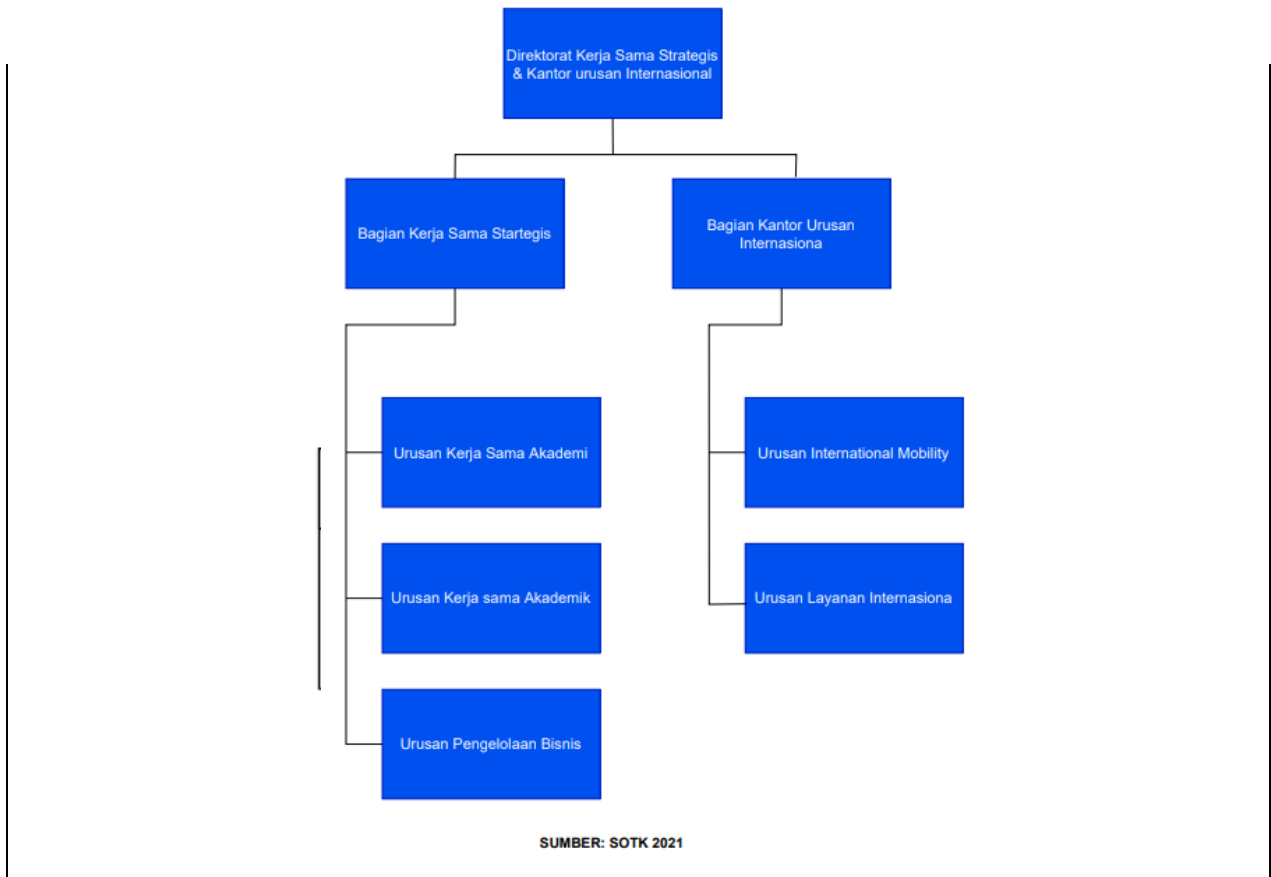 Direktorat Kerja Sama Strategis
& Kantor urusan Internasional
Bagian Kerja Sama Startegis
Bagian Kantor Urusan
Internasiona
Urusan Kerja Sama Akademi
Urusan International Mobility
Urusan Kerja sama Akademik
Urusan Layanan Internasiona
Urusan Pengelolaan Bisnis
SUMBER: SOTK 2021